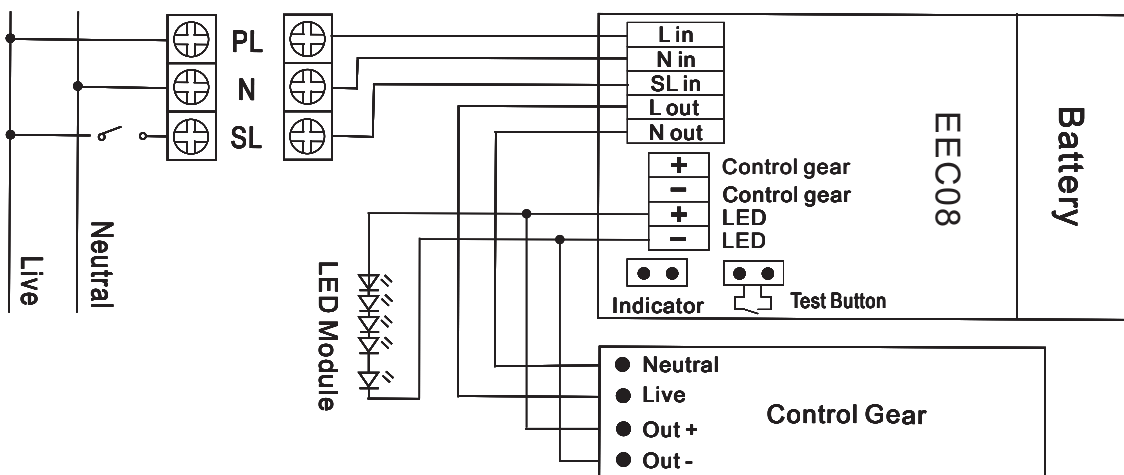 PL
N
SL
L in
N in
SL in
L out
N out
+ Control gear
- Control gear
+ LED
- LED
Indicator
Test Button
EEC08
Battery
Live
Neutral
LED Module
Neutral
Live
Out +
Out -
Control Gear